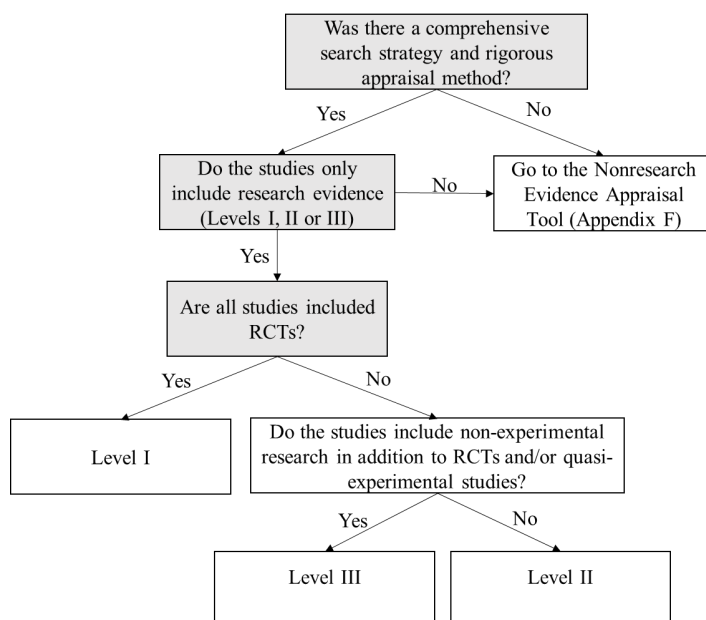 Was there a comprehensive
search strategy and rigorous
appraisal method?
Yes
No
Do the studies only
include research evidence
(Levels I, II or III)
No
Go to the Nonresearch
Evidence Appraisal
Tool (Appendix F)
Yes
Are all studies included
RCTs?
Yes
No
Level I
Do the studies include non-experimental
research in addition to RCTs and/or quasi-
experimental studies?
Yes
No
Level III
Level II